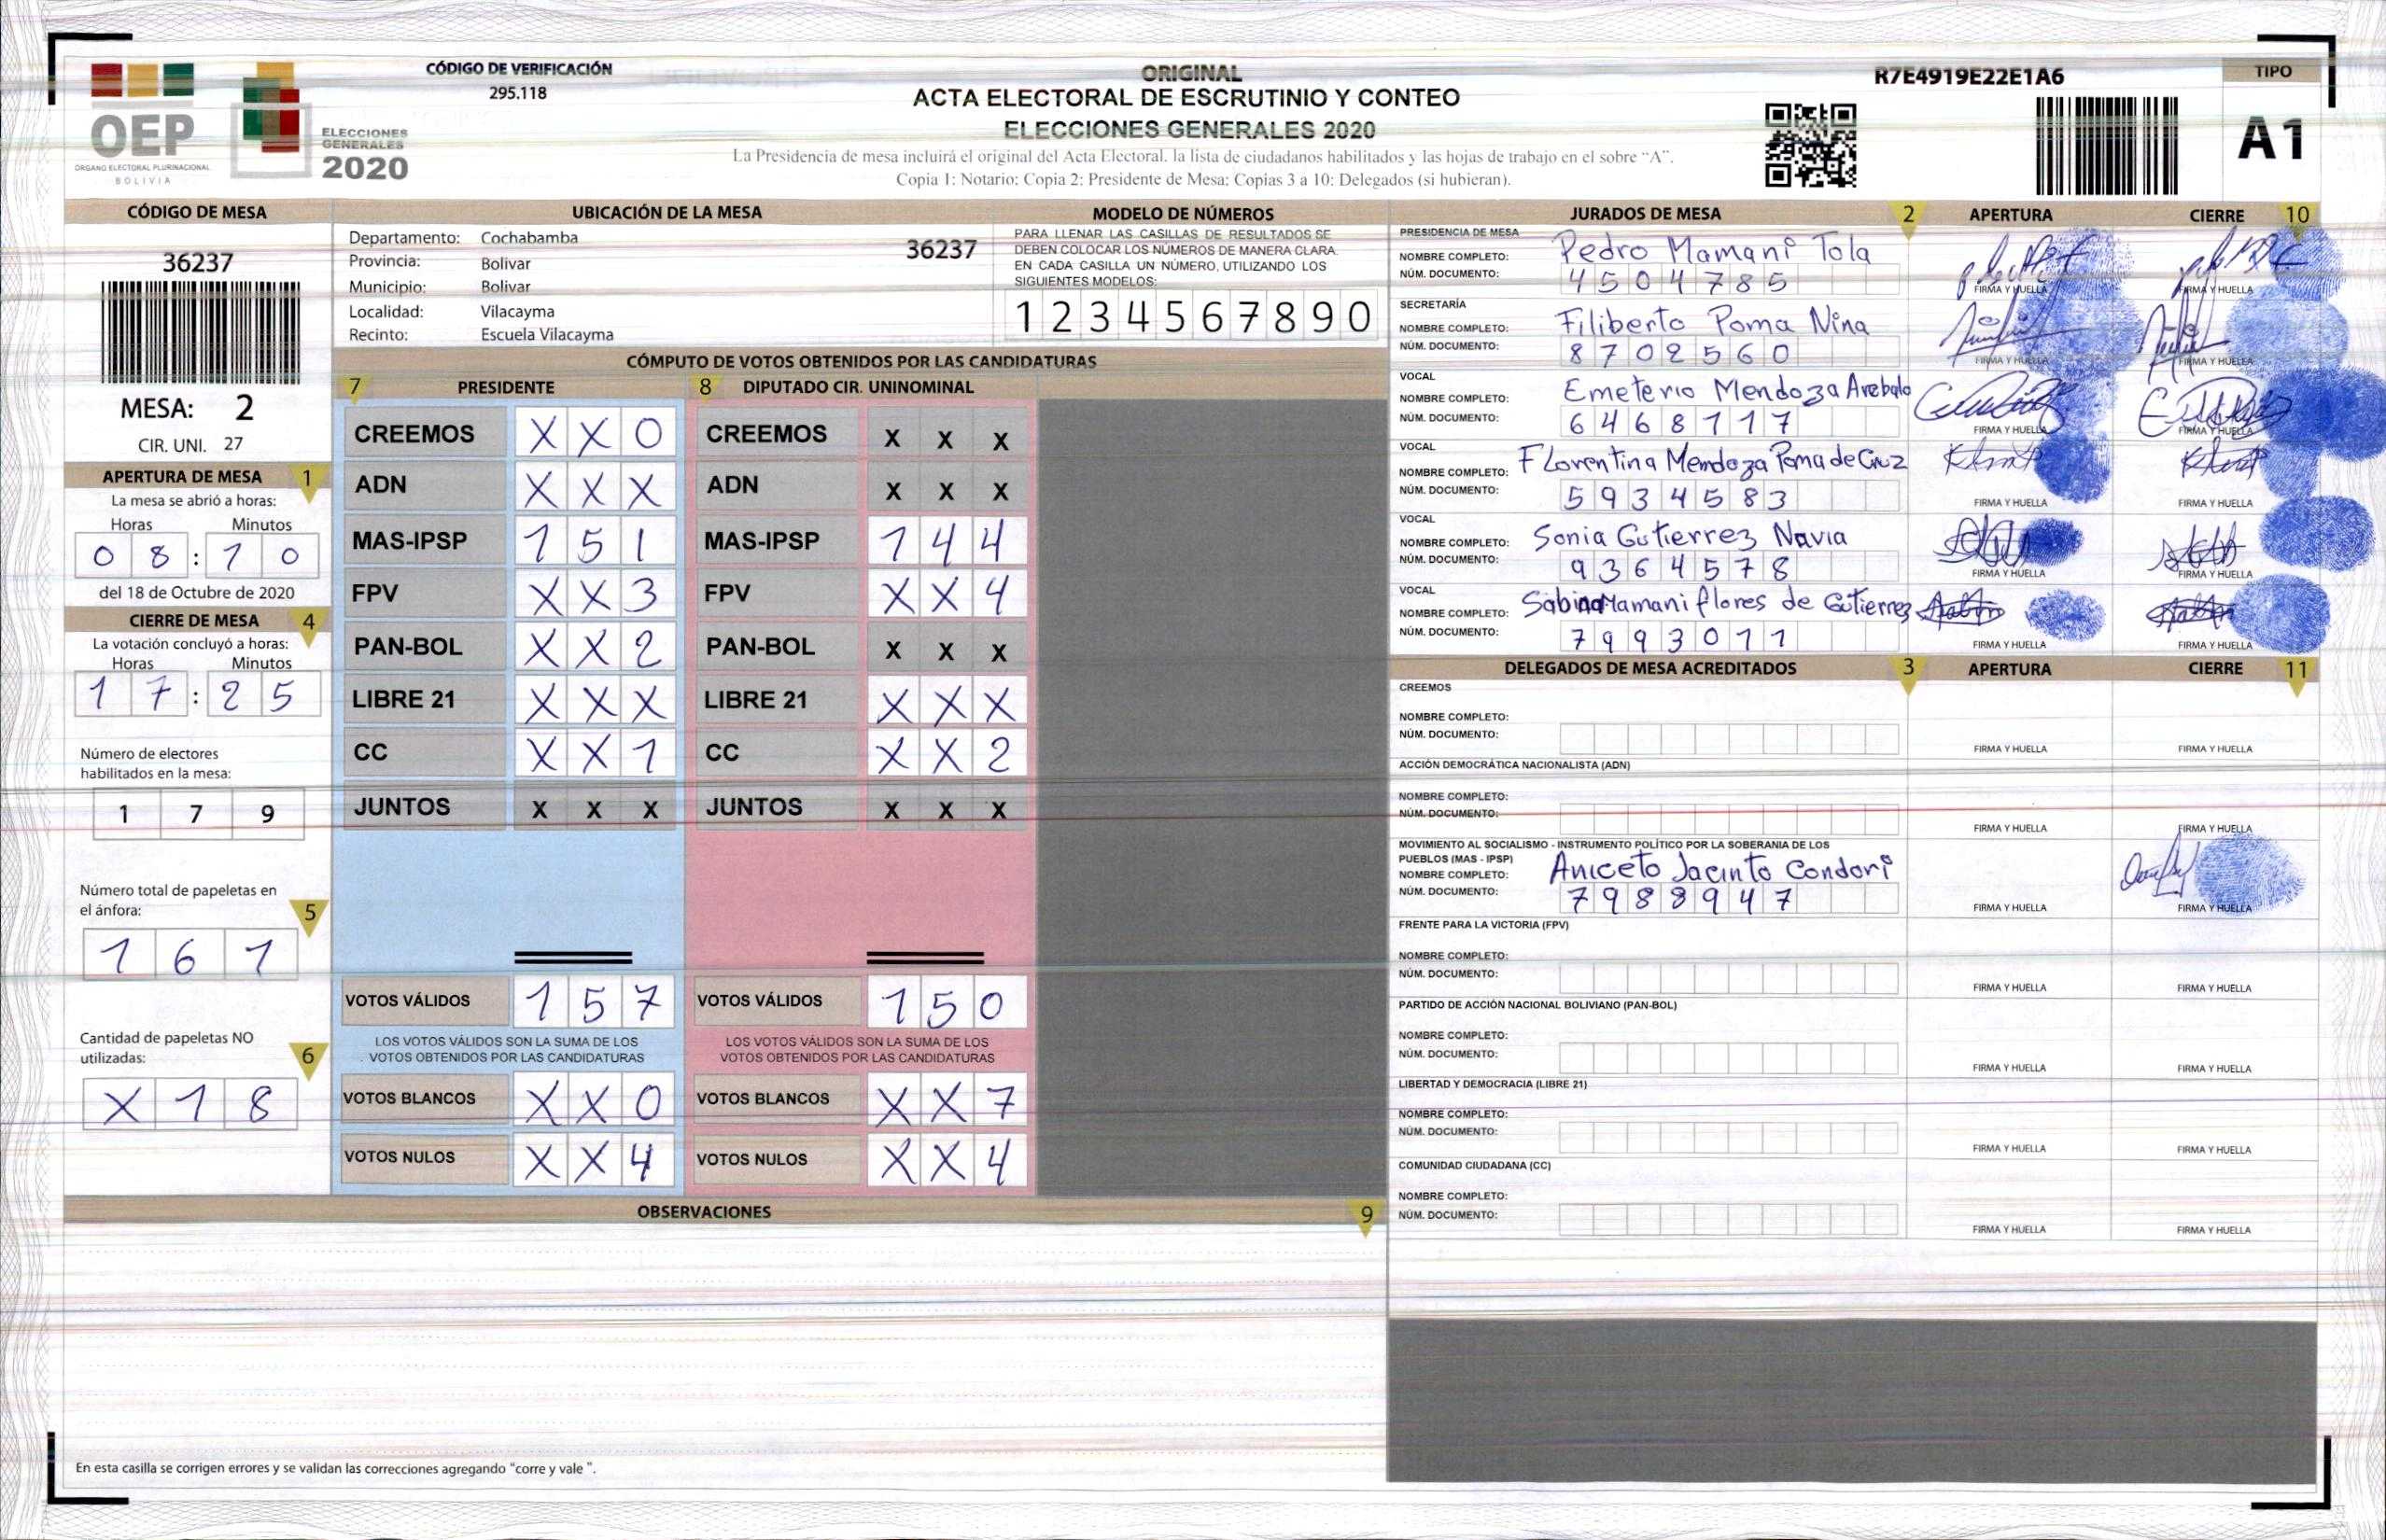 CÓDIGO DE VERIFICACIÓN
295.118
ORIGINAL
ACTA ELECTORAL DE ESCRUTINIO Y CONTEO
ELECCIONES GENERALES 2020
La Presidencia de mesa incluirá el original del Acta Electoral, la lista de ciudadanos habilitados y las hojas de trabajo en el sobre "A".
Copia 1: Notario; Copia 2: Presidente de Mesa; Copias 3 a 10: Delegados (si hubieran).
OEP
ÓRGANO ELECTORAL PLURINACIONAL
BOLIVIA
ELECCIONES
GENERALES
2020
R7E4919E22E1A6
TIPO
A1
CÓDIGO DE MESA
36237
MESA: 2
CIR. UNI. 27
APERTURA DE MESA 1
La mesa se abrió a horas:
Horas Minutos
0 8 : 1 0
del 18 de Octubre de 2020
CIERRE DE MESA 4
La votación concluyó a horas:
Horas Minutos
1 7 : 2 5
Número de electores
habilitados en la mesa:
1 7 9
Número total de papeletas en
el ánfora: 5
1 6 1
Cantidad de papeletas NO
utilizadas: 6
X 1 8
UBICACIÓN DE LA MESA
Departamento: Cochabamba
36237
Provincia: Bolivar
Municipio: Bolivar
Localidad: Vilacayma
Recinto: Escuela Vilacayma
MODELO DE NÚMEROS
PARA LLENAR LAS CASILLAS DE RESULTADOS SE
DEBEN COLOCAR LOS NÚMEROS DE MANERA CLARA.
EN CADA CASILLA UN NÚMERO, UTILIZANDO LOS
SIGUIENTES MODELOS:
1 2 3 4 5 6 7 8 9 0
CÓMPUTO DE VOTOS OBTENIDOS POR LAS CANDIDATURAS
7 PRESIDENTE 8 DIPUTADO CIR. UNINOMINAL
CREEMOS X X 0 CREEMOS X X X
ADN X X X ADN X X X
MAS-IPSP 1 5 1 MAS-IPSP 1 4 4
FPV X X 3 FPV X X 4
PAN-BOL X X 2 PAN-BOL X X X
LIBRE 21 X X X LIBRE 21 X X X
CC X X 1 CC X X 2
JUNTOS X X X JUNTOS X X X
VOTOS VÁLIDOS 1 5 7 VOTOS VÁLIDOS 1 5 0
LOS VOTOS VÁLIDOS SON LA SUMA DE LOS LOS VOTOS VÁLIDOS SON LA SUMA DE LOS
VOTOS OBTENIDOS POR LAS CANDIDATURAS VOTOS OBTENIDOS POR LAS CANDIDATURAS
VOTOS BLANCOS X X 0 VOTOS BLANCOS X X 7
VOTOS NULOS X X 4 VOTOS NULOS X X 4
OBSERVACIONES 9
En esta casilla se corrigen errores y se validan las correcciones agregando "corre y vale ".
JURADOS DE MESA 2 APERTURA CIERRE 10
PRESIDENCIA DE MESA
NOMBRE COMPLETO: Pedro Mamani Tola
NÚM. DOCUMENTO: 4504785 FIRMA Y HUELLA FIRMA Y HUELLA
SECRETARÍA
NOMBRE COMPLETO: Filiberto Poma Nina
NÚM. DOCUMENTO: 8702560 FIRMA Y HUELLA FIRMA Y HUELLA
VOCAL
NOMBRE COMPLETO: Emeterio Mendoza Arebalo
NÚM. DOCUMENTO: 6468117 FIRMA Y HUELLA FIRMA Y HUELLA
VOCAL
NOMBRE COMPLETO: Florentina Mendoza Poma de Cruz
NÚM. DOCUMENTO: 5934583 FIRMA Y HUELLA FIRMA Y HUELLA
VOCAL
NOMBRE COMPLETO: Sonia Gutierrez Navia
NÚM. DOCUMENTO: 9364578 FIRMA Y HUELLA FIRMA Y HUELLA
VOCAL
NOMBRE COMPLETO: Sabina Mamani flores de Gutierrez
NÚM. DOCUMENTO: 7993011 FIRMA Y HUELLA FIRMA Y HUELLA
DELEGADOS DE MESA ACREDITADOS 3 APERTURA CIERRE 11
CREEMOS
NOMBRE COMPLETO:
NÚM. DOCUMENTO: FIRMA Y HUELLA FIRMA Y HUELLA
ACCIÓN DEMOCRÁTICA NACIONALISTA (ADN)
NOMBRE COMPLETO:
NÚM. DOCUMENTO: FIRMA Y HUELLA FIRMA Y HUELLA
MOVIMIENTO AL SOCIALISMO - INSTRUMENTO POLÍTICO POR LA SOBERANIA DE LOS
PUEBLOS (MAS - IPSP)
NOMBRE COMPLETO: Aniceto Jacinto Condori
NÚM. DOCUMENTO: 7988947 FIRMA Y HUELLA FIRMA Y HUELLA
FRENTE PARA LA VICTORIA (FPV)
NOMBRE COMPLETO:
NÚM. DOCUMENTO: FIRMA Y HUELLA FIRMA Y HUELLA
PARTIDO DE ACCIÓN NACIONAL BOLIVIANO (PAN-BOL)
NOMBRE COMPLETO:
NÚM. DOCUMENTO: FIRMA Y HUELLA FIRMA Y HUELLA
LIBERTAD Y DEMOCRACIA (LIBRE 21)
NOMBRE COMPLETO:
NÚM. DOCUMENTO: FIRMA Y HUELLA FIRMA Y HUELLA
COMUNIDAD CIUDADANA (CC)
NOMBRE COMPLETO:
NÚM. DOCUMENTO: FIRMA Y HUELLA FIRMA Y HUELLA